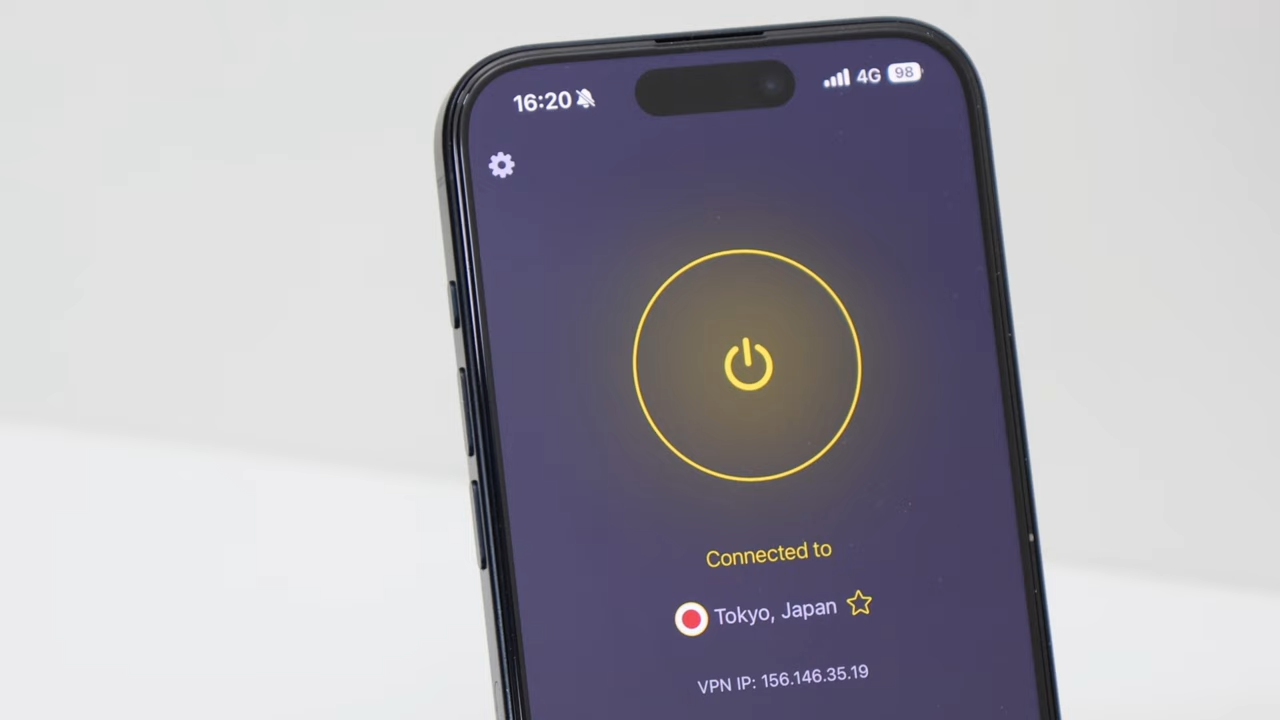 16:20 4G 98
Connected to
Tokyo, Japan
VPN IP: 156.146.35.19